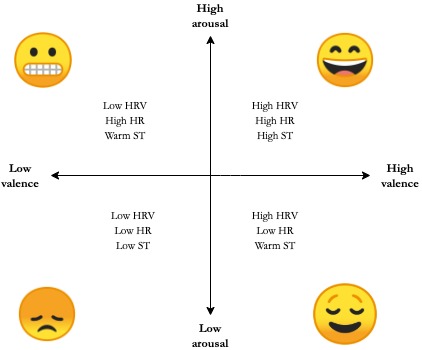 High
arousal
Low HRV
High HR
Warm ST
High HRV
High HR
High ST
Low
valence
High
valence
Low HRV
Low HR
Low ST
High HRV
Low HR
Warm ST
Low
arousal